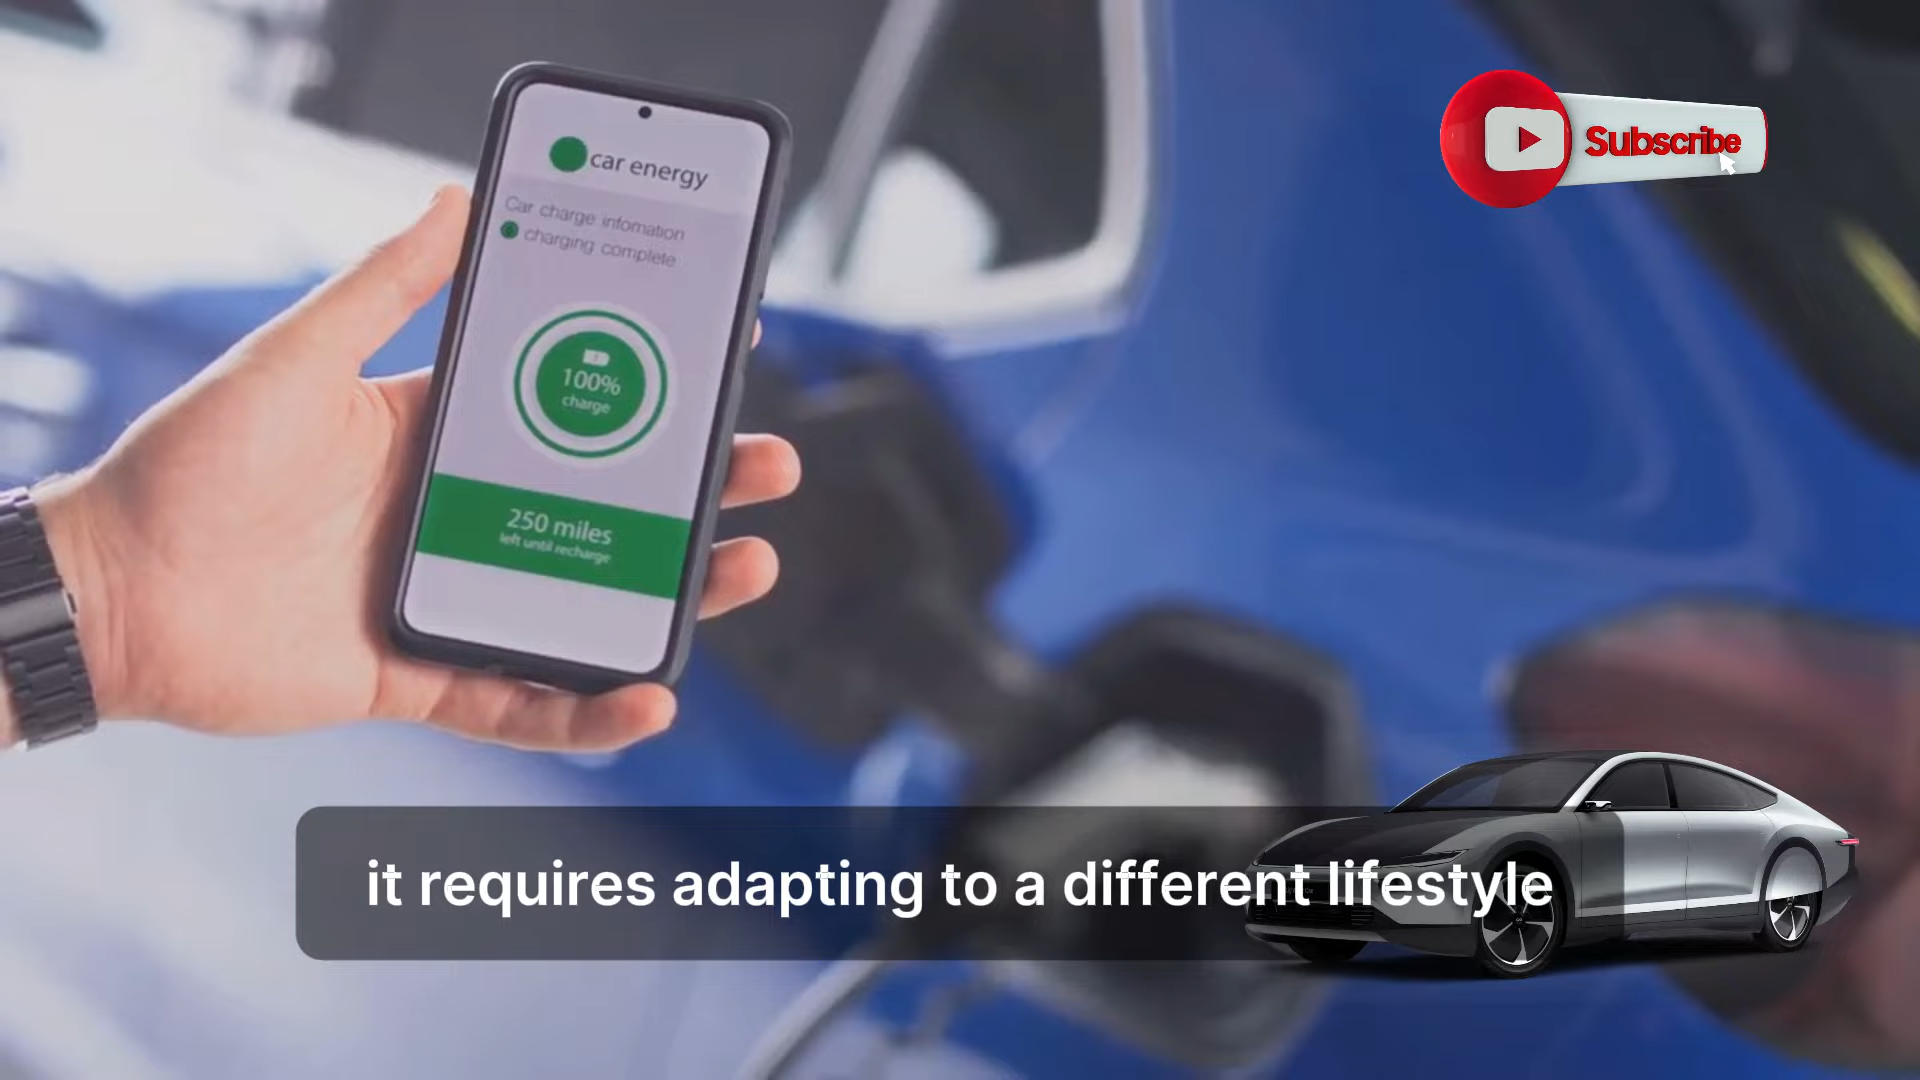 car energy
Subscribe
Car charge infomation
charging complete
100%
charge
250 miles
left until recharge
it requires adapting to a different lifestyle